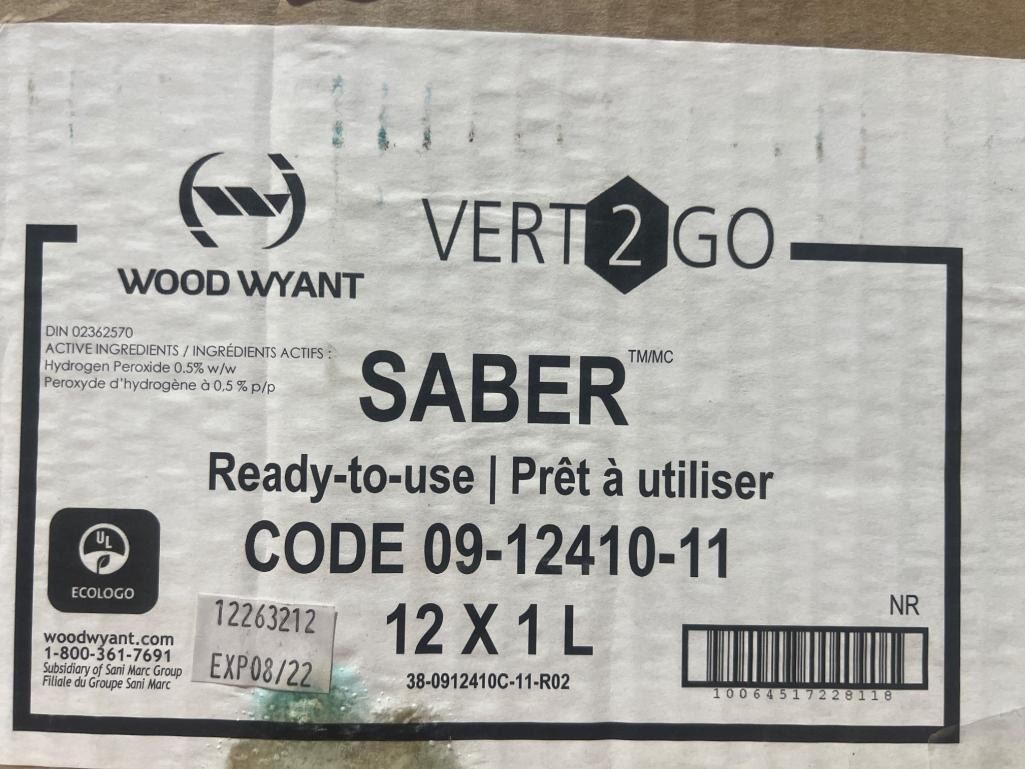 WOOD WYANT
VERT2GO
DIN 02362570
ACTIVE INGREDIENTS / INGRÉDIENTS ACTIFS :
Hydrogen Peroxide 0.5% w/w
Peroxyde d'hydrogène à 0,5 % p/p
SABER™/MC
Ready-to-use | Prêt à utiliser
CODE 09-12410-11
12 X 1 L
38-0912410C-11-R02
UL
ECOLOGO
woodwyant.com
1-800-361-7691
Subsidiary of Sani Marc Group
Filiale du Groupe Sani Marc
12263212
EXP08/22
NR
10064517228118